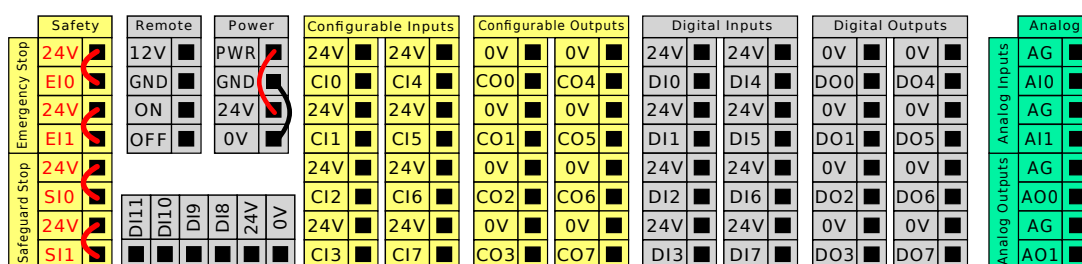 Safety
Emergency Stop
24V
EI0
24V
EI1
Safeguard Stop
24V
SI0
24V
SI1
Remote
12V
GND
ON
OFF
Power
PWR
GND
24V
0V
DI11
DI10
DI9
DI8
24V
0V
Configurable Inputs
24V 24V
CI0 CI4
24V 24V
CI1 CI5
24V 24V
CI2 CI6
24V 24V
CI3 CI7
Configurable Outputs
0V 0V
CO0 CO4
0V 0V
CO1 CO5
0V 0V
CO2 CO6
0V 0V
CO3 CO7
Digital Inputs
24V 24V
DI0 DI4
24V 24V
DI1 DI5
24V 24V
DI2 DI6
24V 24V
DI3 DI7
Digital Outputs
0V 0V
DO0 DO4
0V 0V
DO1 DO5
0V 0V
DO2 DO6
0V 0V
DO3 DO7
Analog
Analog Inputs
AG
AI0
AG
AI1
Analog Outputs
AG
AO0
AG
AO1